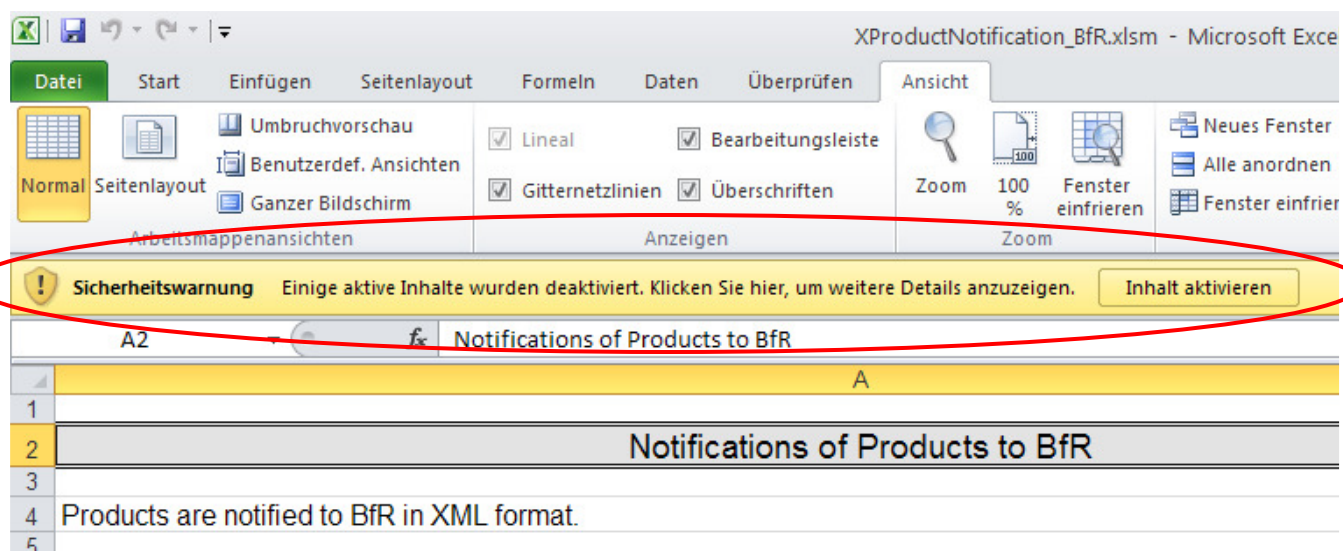 XProductNotification_BfR.xlsm - Microsoft Exce
Datei Start Einfügen Seitenlayout Formeln Daten Überprüfen Ansicht
Normal
Seitenlayout
Umbruchvorschau
Benutzerdef. Ansichten
Ganzer Bildschirm
Arbeitsmappenansichten
Lineal
Bearbeitungsleiste
Gitternetzlinien
Überschriften
Anzeigen
Zoom
100
100
%
Fenster
einfrieren
Zoom
Neues Fenster
Alle anordnen
Fenster einfrier
Sicherheitswarnung Einige aktive Inhalte wurden deaktiviert. Klicken Sie hier, um weitere Details anzuzeigen. Inhalt aktivieren
A2 fx Notifications of Products to BfR
A
1
2 Notifications of Products to BfR
3
4 Products are notified to BfR in XML format.
5